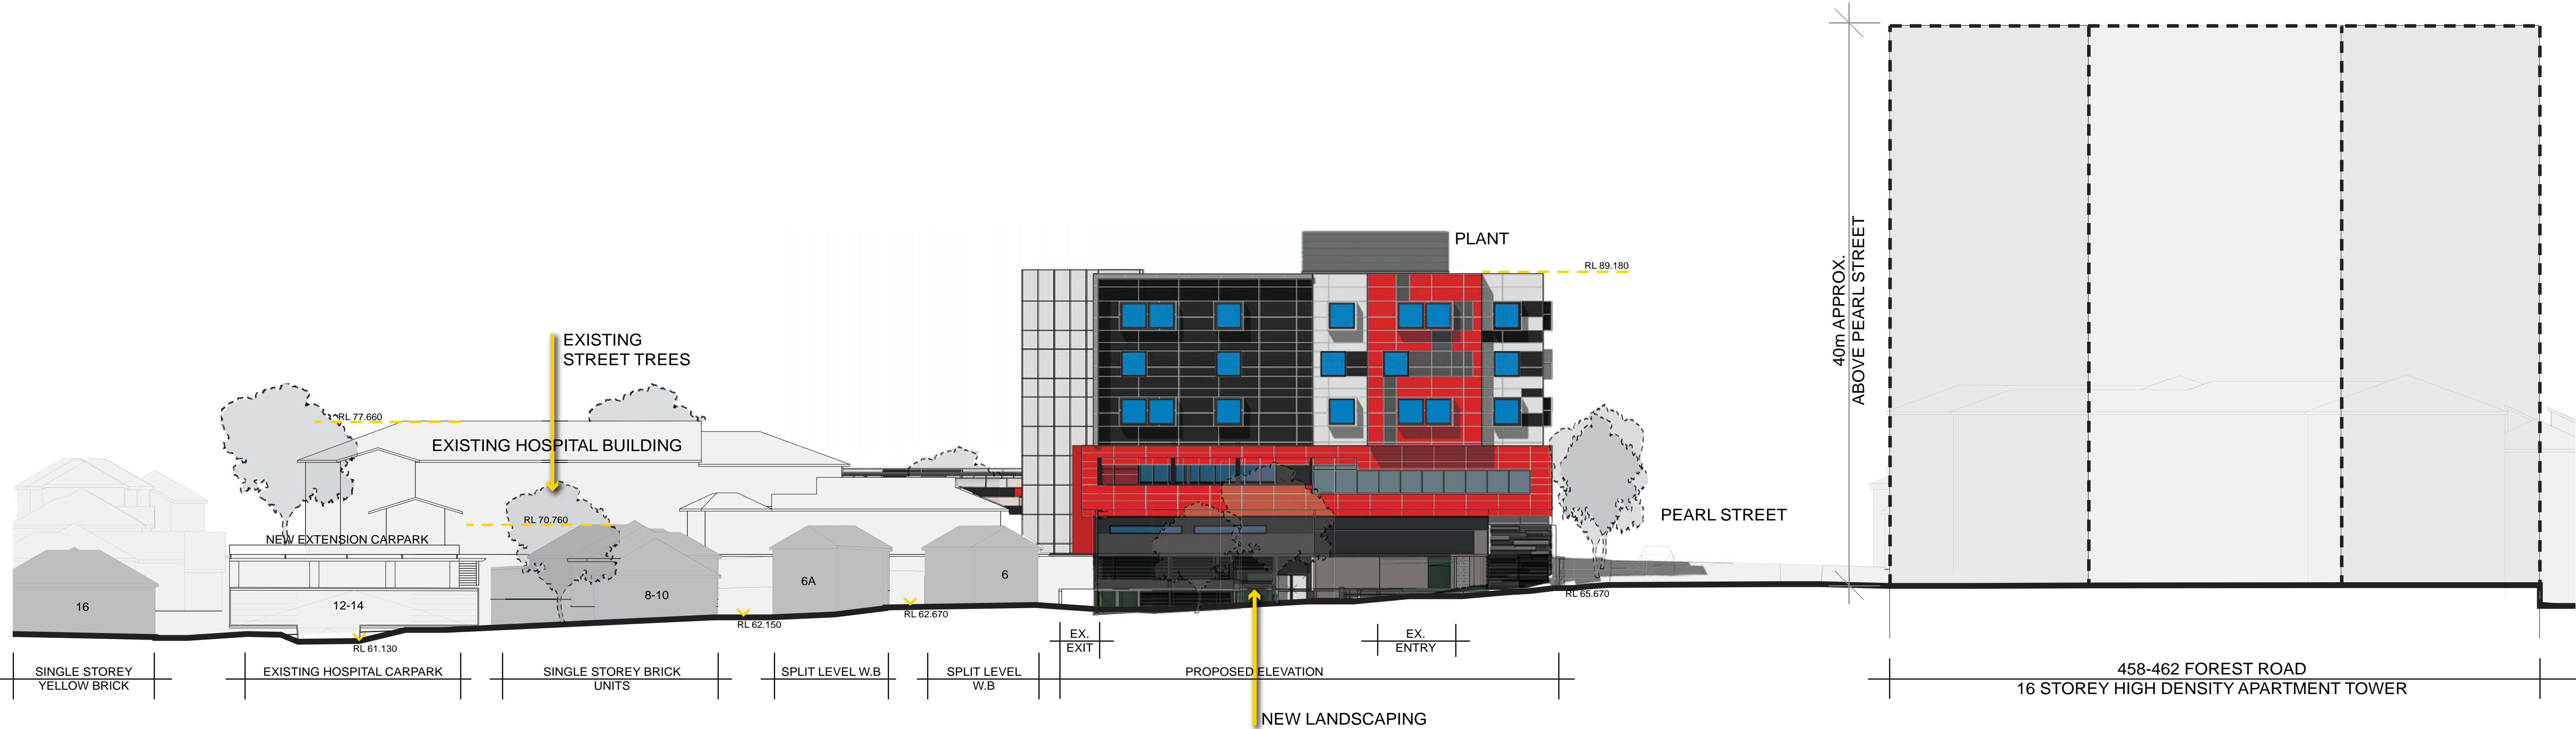 PLANT
RL 89.180
40m APPROX.
ABOVE PEARL STREET
EXISTING
STREET TREES
RL 77.660
EXISTING HOSPITAL BUILDING
RL 70.760
PEARL STREET
NEW EXTENSION CARPARK
16
12-14
8-10
6A
6
RL 65.670
RL 62.670
RL 62.150
RL 61.130
EX.
EXIT
EX.
ENTRY
SINGLE STOREY
YELLOW BRICK
EXISTING HOSPITAL CARPARK
SINGLE STOREY BRICK
UNITS
SPLIT LEVEL W.B
SPLIT LEVEL
W.B
PROPOSED ELEVATION
458-462 FOREST ROAD
16 STOREY HIGH DENSITY APARTMENT TOWER
NEW LANDSCAPING